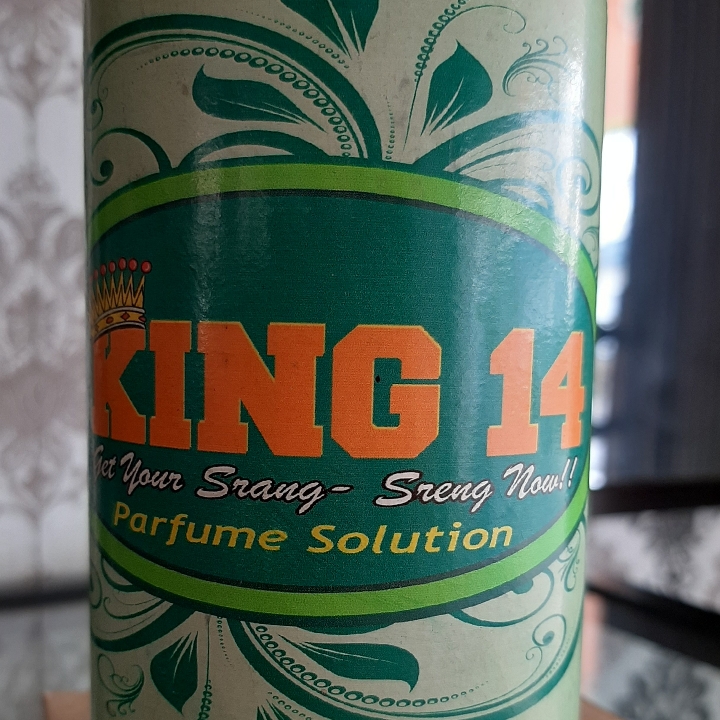 KING 14
Get Your Srang- Sreng Now!!
Parfume Solution